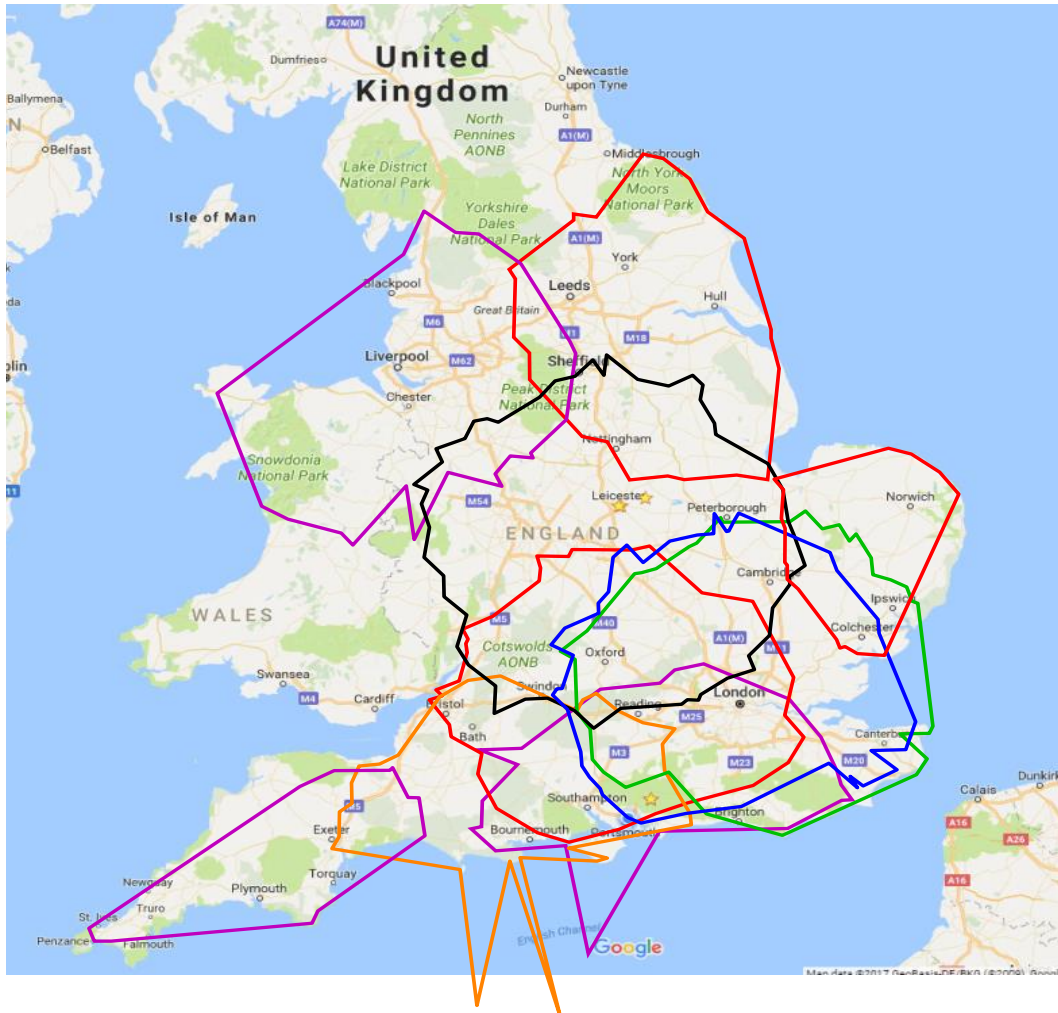 A74(M)
United
Kingdom
Dumfries
Newcastle
upon Tyne
Ballymena
Durham
North
Pennines
AONB
A1(M)
Belfast
Middlesbrough
Lake District
National Park
North York
Moors
National Park
Isle of Man
Yorkshire
Dales
National Park
A1(M)
York
Blackpool
Leeds
Hull
Great Britain
M6
M1
M18
Liverpool
M62
Sheffield
Peak District
National Park
Chester
Nottingham
Snowdonia
National Park
11
M54
Leicester
Peterborough
Norwich
ENGLAND
Cambridge
WALES
M5
M40
Ipswich
Colchester
Cotswolds
AONB
Oxford
A1(M)
M11
Swansea
M4
Cardiff
Swindon
Bristol
Reading
London
M25
Bath
Canterb
M3
M23
M20
Dunkirk
Calais
Southampton
Brighton
M5
Exeter
Bournemouth
Portsmouth
A16
A26
Torquay
Newquay
Plymouth
A16
St. Ives
Truro
Penzance
Falmouth
English Channel
Google
Map data ©2017 GeoBasis-DE/BKG (©2009), Google